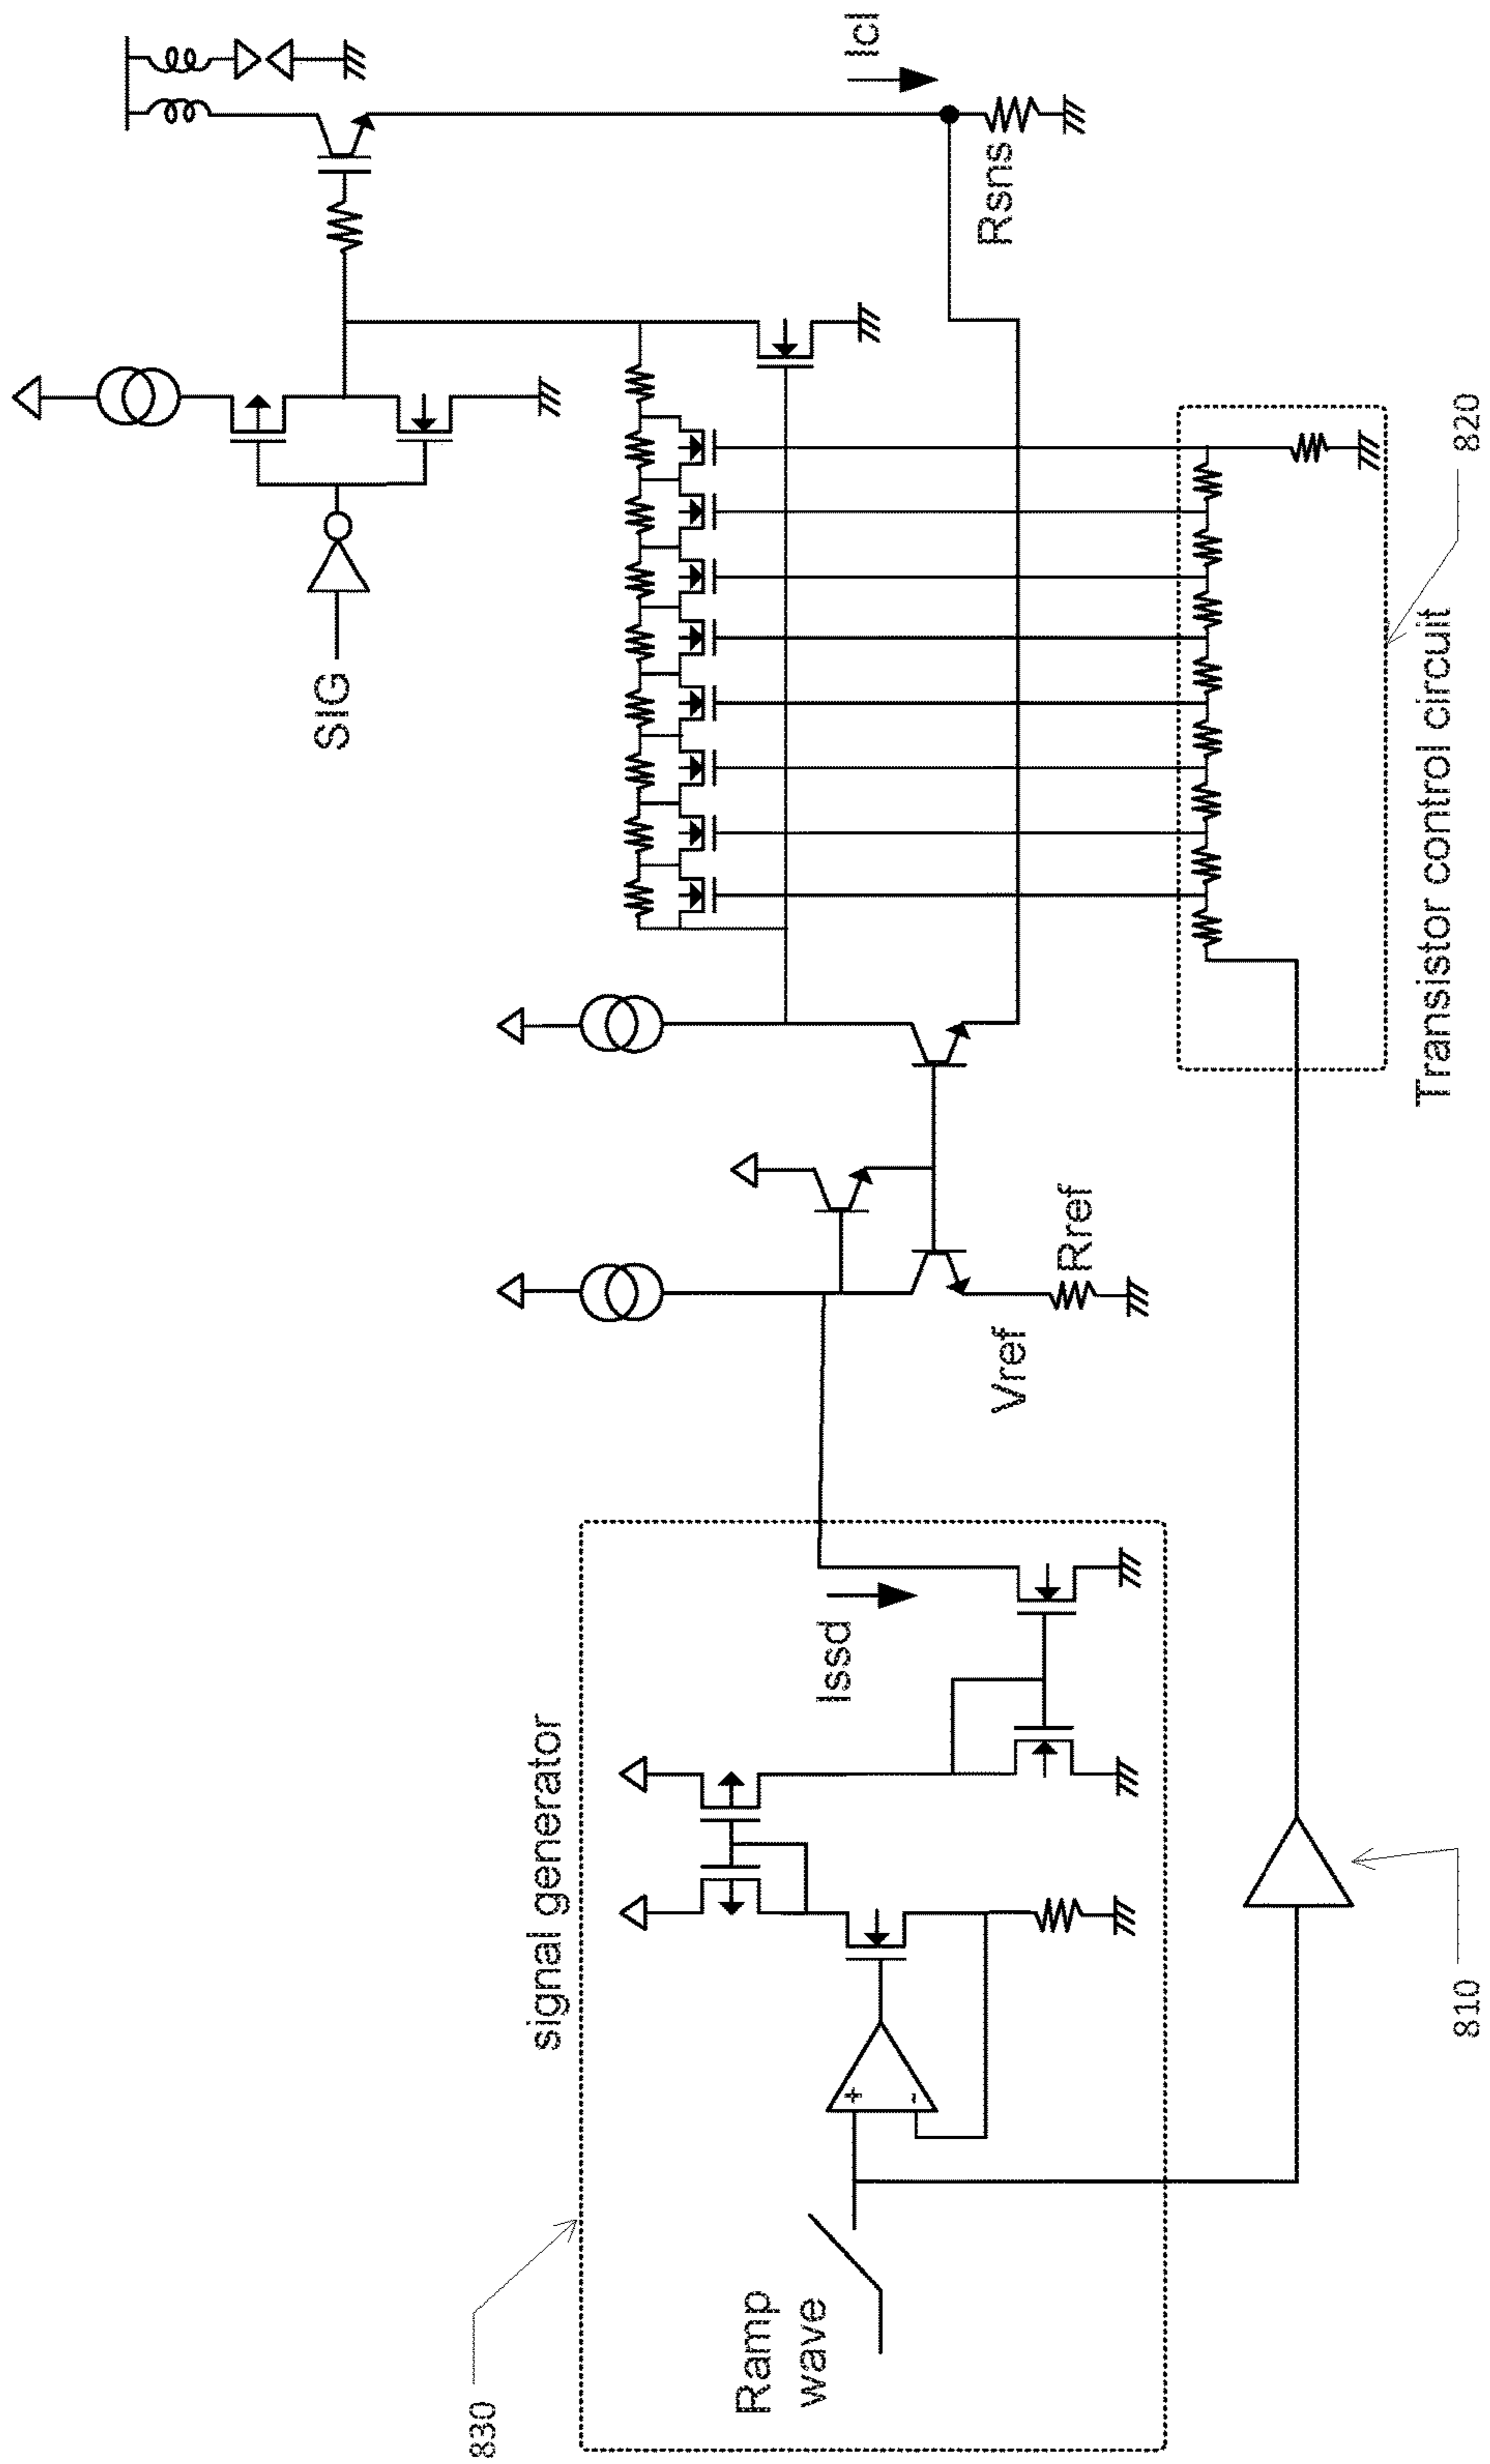 830
Ramp
wave
signal generator
Issd
+
-
810
Vref
Rref
SIG
Transistor control circuit
820
Rsns
Icl